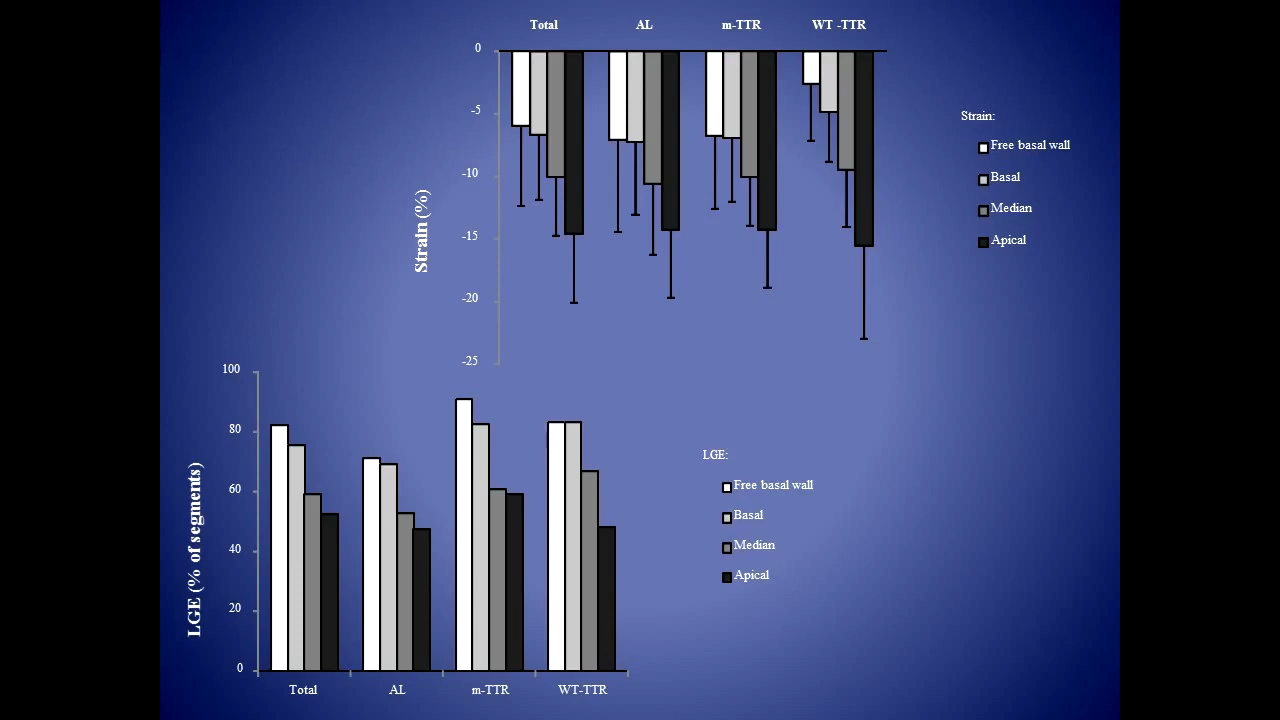 Total AL m-TTR WT -TTR
0
-5
-10
-15
-20
-25
Strain (%)
Strain:
Free basal wall
Basal
Median
Apical
100
80
60
40
20
0
LGE (% of segments)
Total AL m-TTR WT-TTR
LGE:
Free basal wall
Basal
Median
Apical